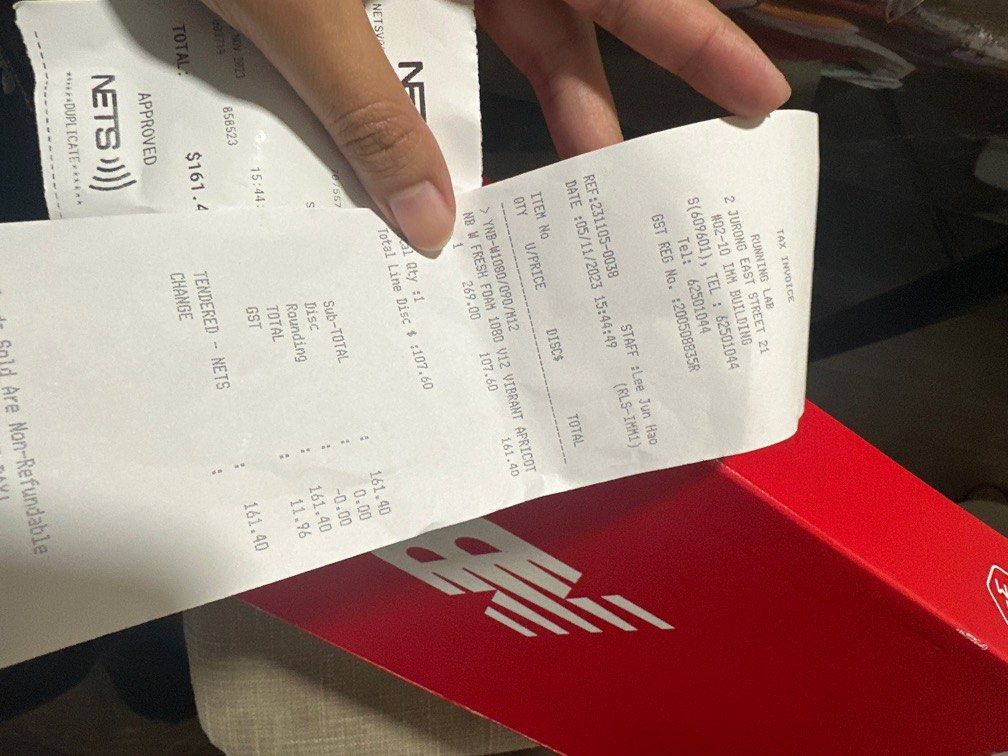 TAX INVOICE
RUNNING LAB
2 JURONG EAST STREET 21
#02-10 IMM BUILDING
S(609601), TEL : 62501044
Tel: 62501044
GST REG No. :200508835R
STAFF :Lee Jun Hao
(RLS-IMM1)
REF:231105-0038
DATE :05/11/2023 15:44:49
ITEM No
QTY U/PRICE DISC$ TOTAL
> YNB-W1080/090/M12
NB W FRESH FOAM 1080 V12 VIBRANT APRICOT
1 269.00 107.60 161.40
Qty :1
Total Line Disc $ :107.60
Sub-TOTAL : 161.40
Disc : 0.00
Rounding : -0.00
TOTAL : 161.40
GST : 11.96
TENDERED -- NETS : 161.40
CHANGE :
Sold Are Non-Refundable
858523
15:44:
TOTAL: $161.4
APPROVED
NETS
*****DUPLICATE*****